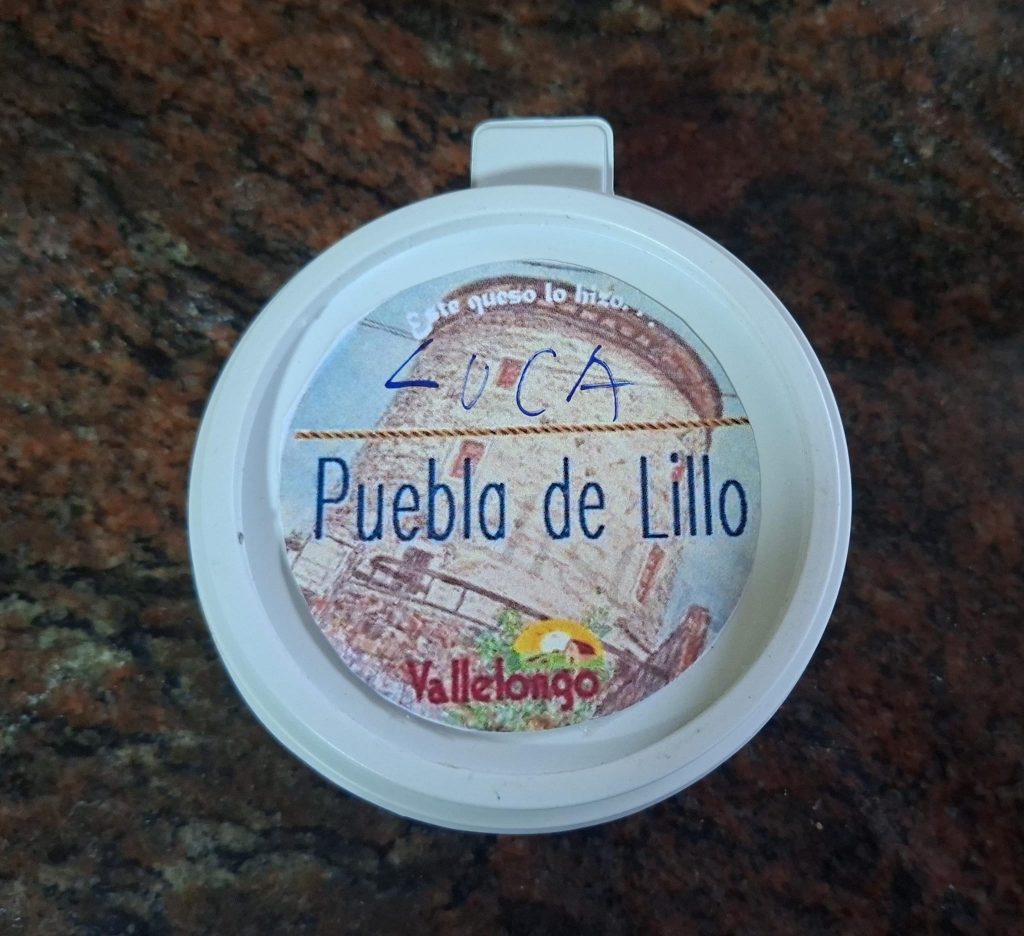 Este queso lo hizo...
LUCA
Puebla de Lillo
Vallelongo